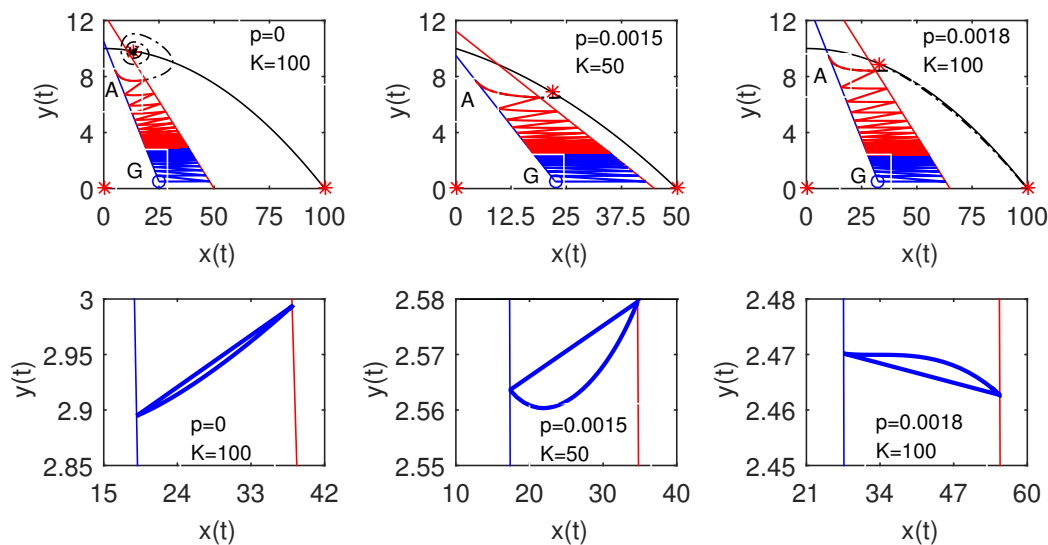 12
8
4
0
y(t)
p=0
K=100
A
G
0
25
50
75
100
x(t)
12
8
4
0
y(t)
p=0.0015
K=50
A
G
0
12.5
25
37.5
50
x(t)
12
8
4
0
y(t)
p=0.0018
K=100
A
G
0
25
50
75
100
x(t)
3
2.95
2.9
2.85
y(t)
p=0
K=100
15
24
33
42
x(t)
2.58
2.57
2.56
2.55
y(t)
p=0.0015
K=50
10
20
30
40
x(t)
2.48
2.47
2.46
2.45
y(t)
p=0.0018
K=100
21
34
47
60
x(t)